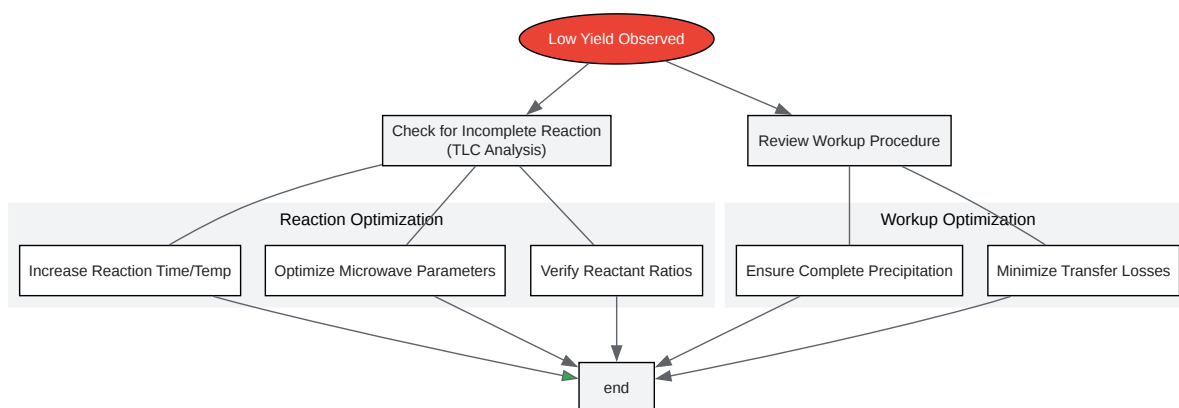 Low Yield Observed
Check for Incomplete Reaction
(TLC Analysis)
Review Workup Procedure
Reaction Optimization
Workup Optimization
Increase Reaction Time/Temp
Optimize Microwave Parameters
Verify Reactant Ratios
Ensure Complete Precipitation
Minimize Transfer Losses
end